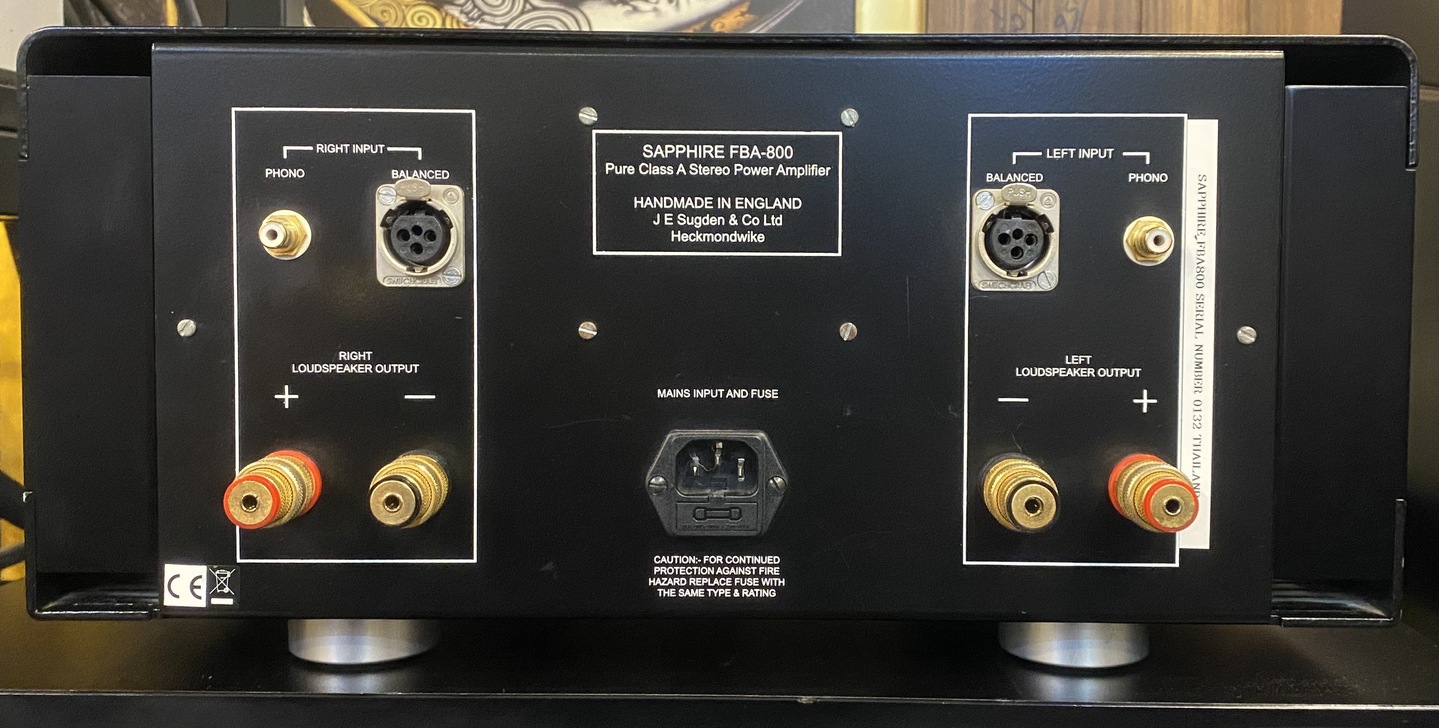 RIGHT INPUT
PHONO
BALANCED
PUSH
SWITCHCRAFT
RIGHT
LOUDSPEAKER OUTPUT
+
−
CE
SAPPHIRE FBA-800
Pure Class A Stereo Power Amplifier
HANDMADE IN ENGLAND
J E Sugden & Co Ltd
Heckmondwike
MAINS INPUT AND FUSE
CAUTION:- FOR CONTINUED
PROTECTION AGAINST FIRE
HAZARD REPLACE FUSE WITH
THE SAME TYPE & RATING
LEFT INPUT
BALANCED
PHONO
PUSH
SWITCHCRAFT
LEFT
LOUDSPEAKER OUTPUT
−
+
SAPPHIRE,FBA800 SERIAL NUMBER 0132 THAILAND